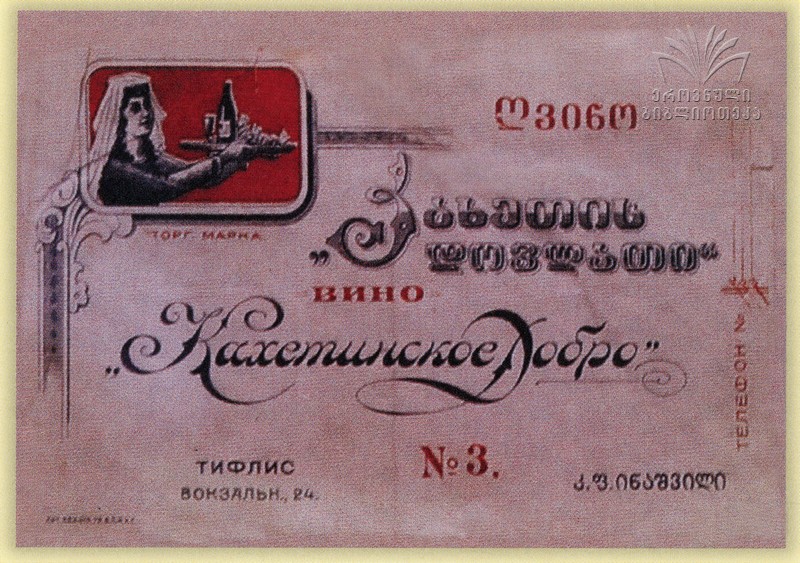 ეროვნული
ბიბლიოთეკა
ღვინო
ТОРГ. МАРКА
„კახეთის
დოვლათი“
ВИНО
„Кахетинское Добро”
ТЕЛЕФОН №
ТИФЛИС
ВОКЗАЛЬН., 24.
№ 3.
კ.ფ.ინაშვილი